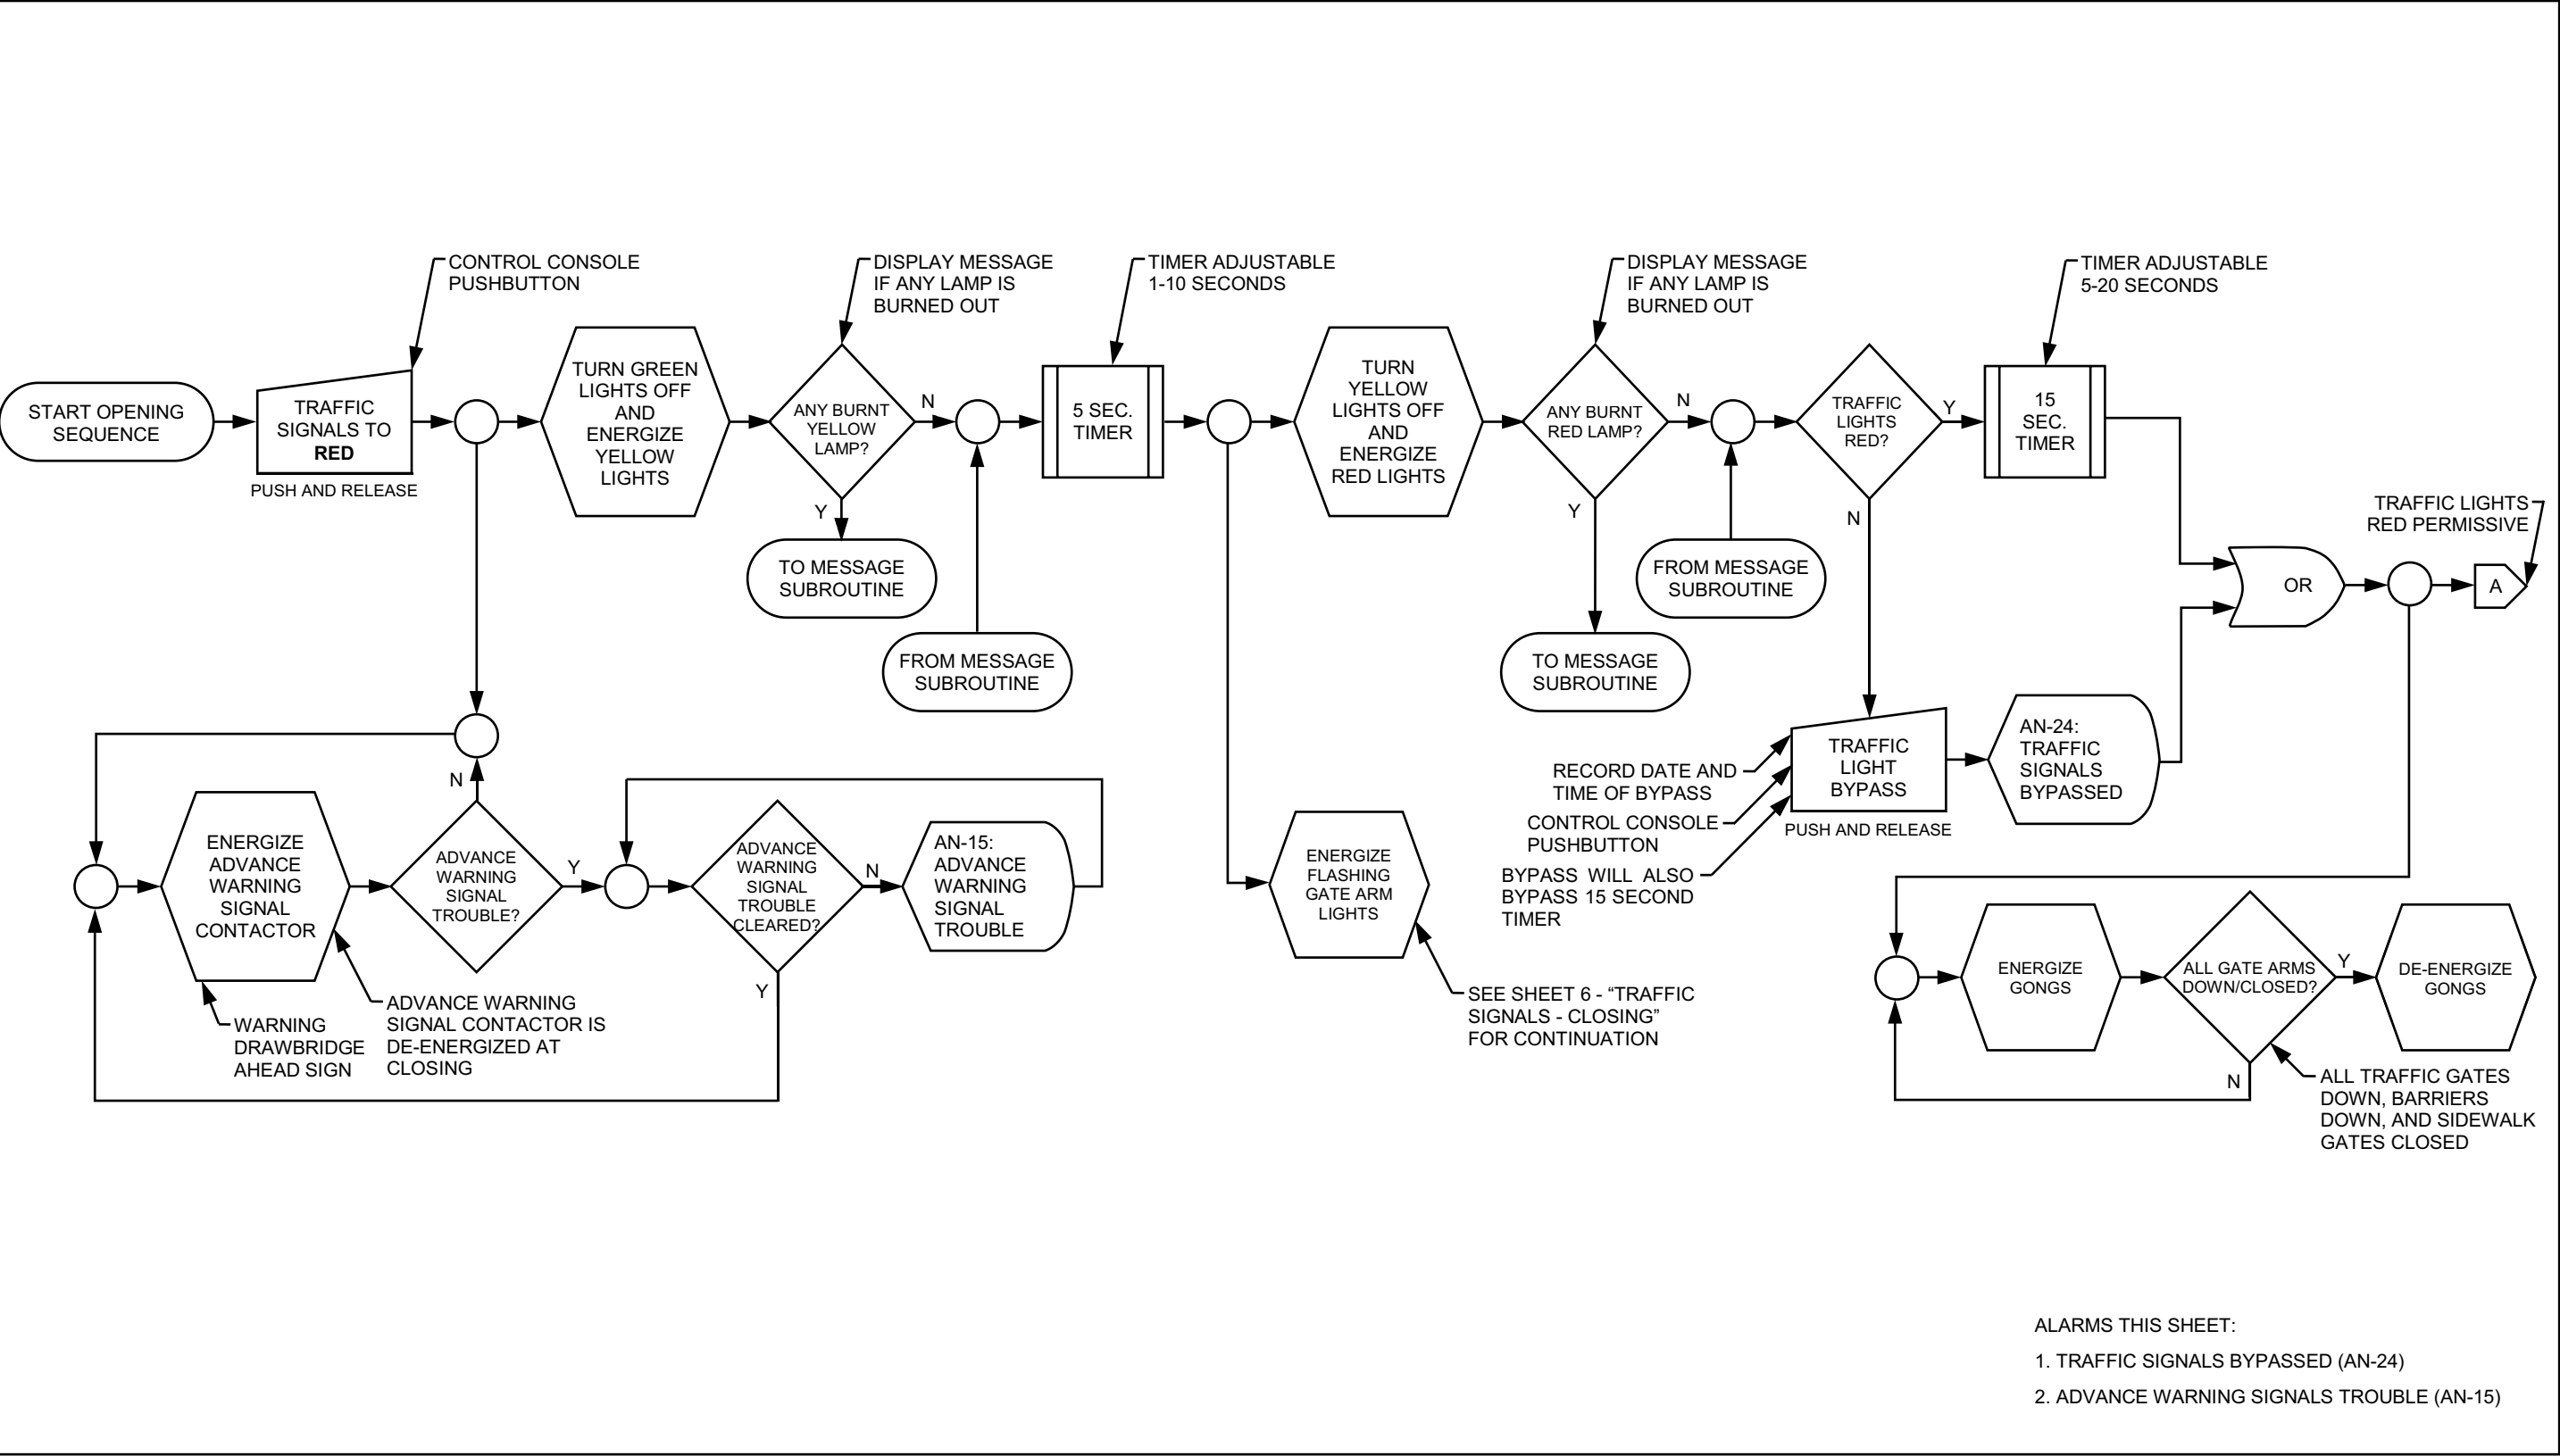 CONTROL CONSOLE
PUSHBUTTON
DISPLAY MESSAGE
IF ANY LAMP IS
BURNED OUT
TIMER ADJUSTABLE
1-10 SECONDS
DISPLAY MESSAGE
IF ANY LAMP IS
BURNED OUT
TIMER ADJUSTABLE
5-20 SECONDS
START OPENING
SEQUENCE
TRAFFIC
SIGNALS TO
RED
PUSH AND RELEASE
TURN GREEN
LIGHTS OFF
AND
ENERGIZE
YELLOW
LIGHTS
ANY BURNT
YELLOW
LAMP?
N
Y
TO MESSAGE
SUBROUTINE
FROM MESSAGE
SUBROUTINE
5 SEC.
TIMER
TURN
YELLOW
LIGHTS OFF
AND
ENERGIZE
RED LIGHTS
ANY BURNT
RED LAMP?
N
Y
TO MESSAGE
SUBROUTINE
FROM MESSAGE
SUBROUTINE
TRAFFIC
LIGHTS
RED?
Y
N
15
SEC.
TIMER
TRAFFIC LIGHTS
RED PERMISSIVE
OR
A
RECORD DATE AND
TIME OF BYPASS
CONTROL CONSOLE
PUSHBUTTON
BYPASS WILL ALSO
BYPASS 15 SECOND
TIMER
TRAFFIC
LIGHT
BYPASS
PUSH AND RELEASE
AN-24:
TRAFFIC
SIGNALS
BYPASSED
ENERGIZE
ADVANCE
WARNING
SIGNAL
CONTACTOR
WARNING
DRAWBRIDGE
AHEAD SIGN
ADVANCE WARNING
SIGNAL CONTACTOR IS
DE-ENERGIZED AT
CLOSING
N
ADVANCE
WARNING
SIGNAL
TROUBLE?
Y
ADVANCE
WARNING
SIGNAL
TROUBLE
CLEARED?
N
Y
AN-15:
ADVANCE
WARNING
SIGNAL
TROUBLE
ENERGIZE
FLASHING
GATE ARM
LIGHTS
SEE SHEET 6 - “TRAFFIC
SIGNALS - CLOSING”
FOR CONTINUATION
ENERGIZE
GONGS
ALL GATE ARMS
DOWN/CLOSED?
Y
N
DE-ENERGIZE
GONGS
ALL TRAFFIC GATES
DOWN, BARRIERS
DOWN, AND SIDEWALK
GATES CLOSED
ALARMS THIS SHEET:
1. TRAFFIC SIGNALS BYPASSED (AN-24)
2. ADVANCE WARNING SIGNALS TROUBLE (AN-15)